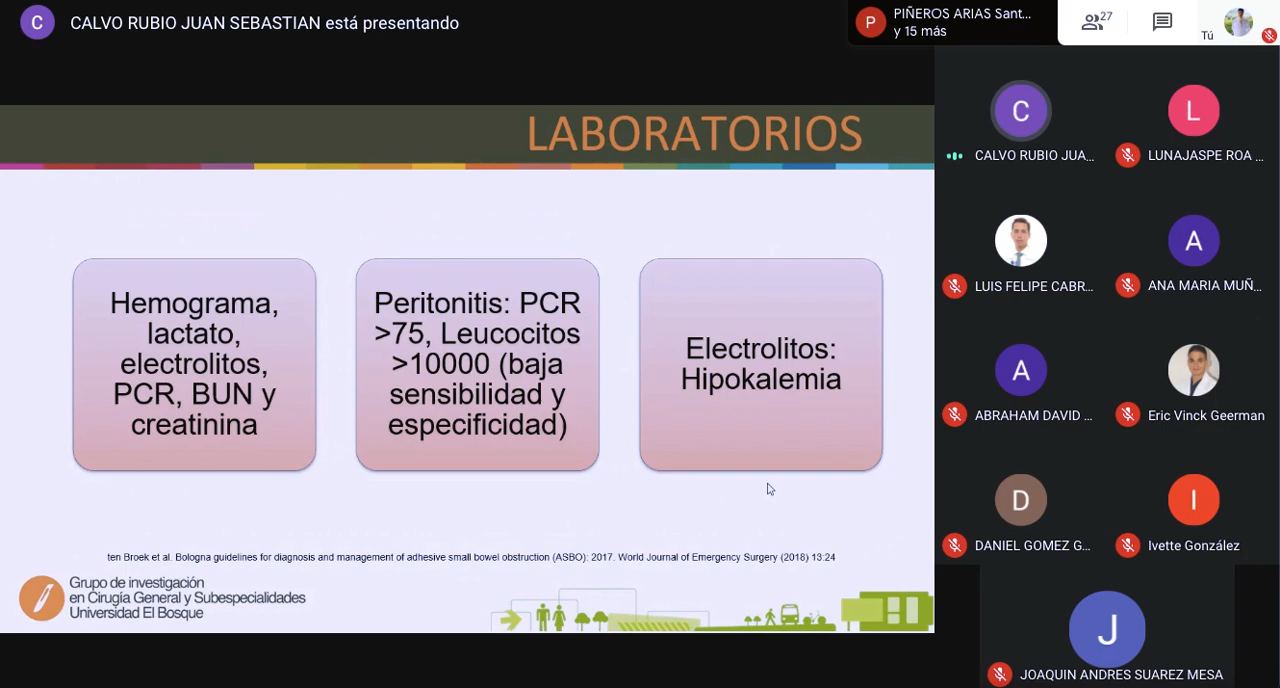 C
CALVO RUBIO JUAN SEBASTIAN está presentando
P
PIÑEROS ARIAS Sant...
y 15 más
27
Tú
LABORATORIOS
Hemograma,
lactato,
electrolitos,
PCR, BUN y
creatinina
Peritonitis: PCR
>75, Leucocitos
>10000 (baja
sensibilidad y
especificidad)
Electrolitos:
Hipokalemia
ten Broek et al. Bologna guidelines for diagnosis and management of adhesive small bowel obstruction (ASBO): 2017. World Journal of Emergency Surgery (2018) 13:24
Grupo de investigación
en Cirugía General y Subespecialidades
Universidad El Bosque
C
CALVO RUBIO JUA...
L
LUNAJASPE ROA ...
LUIS FELIPE CABR...
A
ANA MARIA MUÑ...
A
ABRAHAM DAVID ...
Eric Vinck Geerman
D
DANIEL GOMEZ G...
I
Ivette González
J
JOAQUIN ANDRES SUAREZ MESA